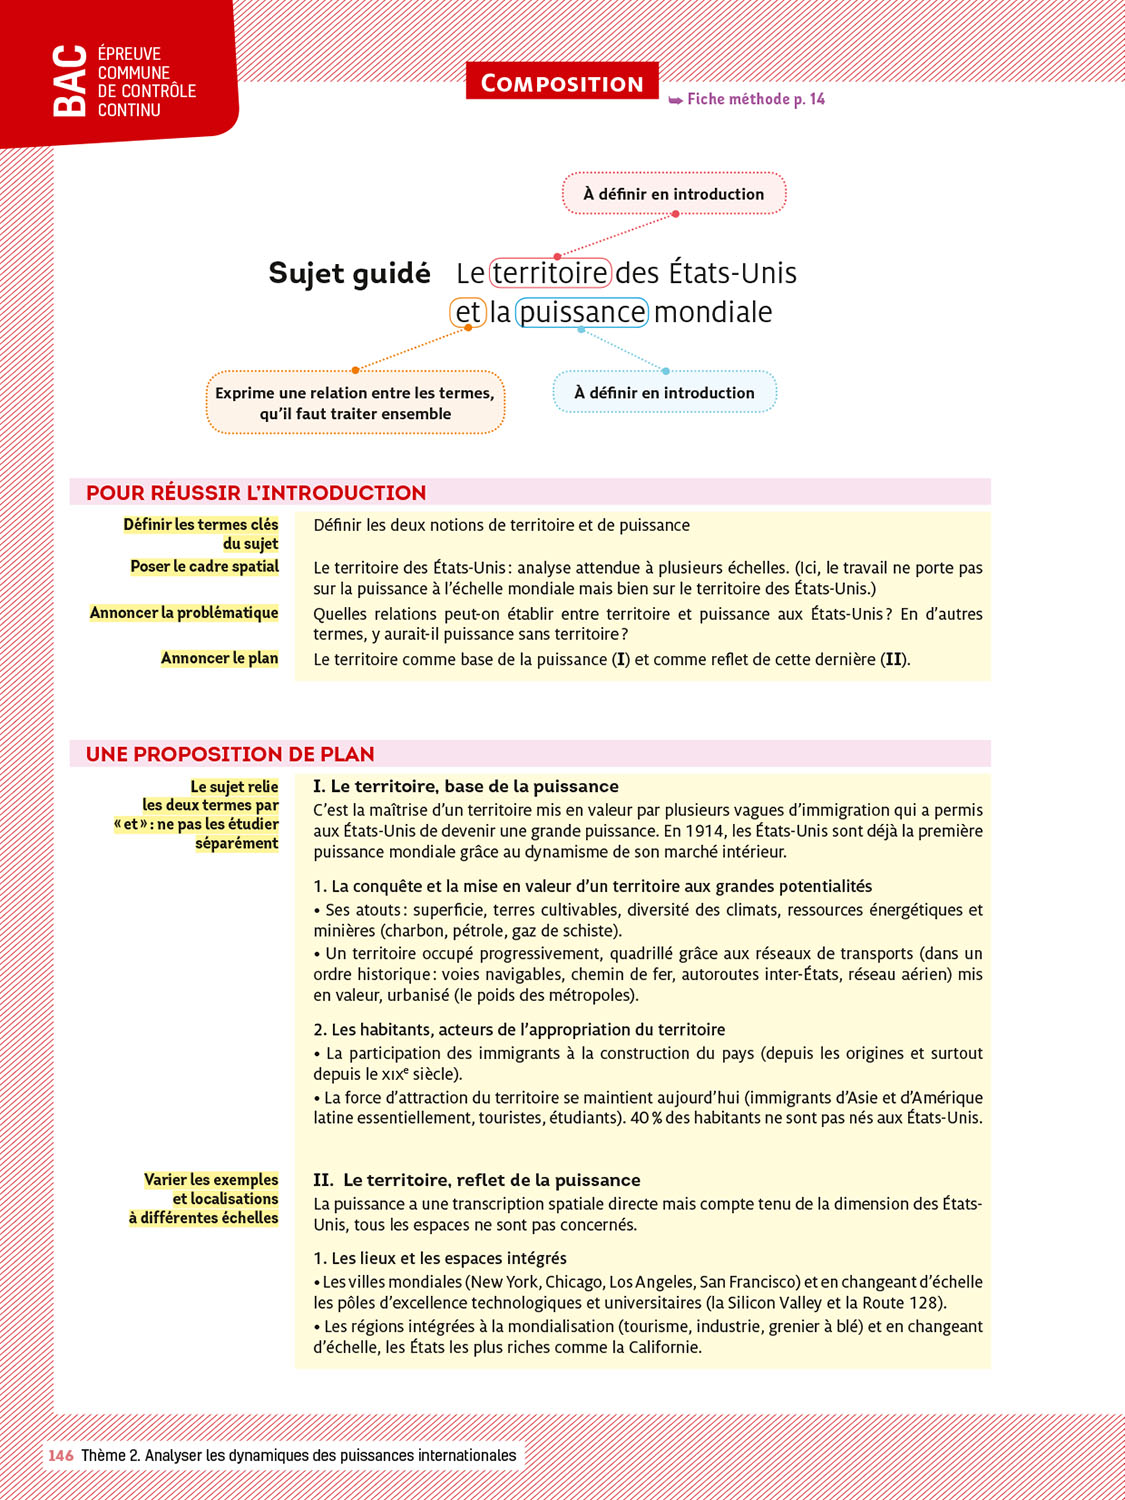 BAC
ÉPREUVE
COMMUNE
DE CONTRÔLE
CONTINU
COMPOSITION
➥ Fiche méthode p. 14
À définir en introduction
Sujet guidé Le territoire des États-Unis
et la puissance mondiale
Exprime une relation entre les termes,
qu’il faut traiter ensemble
À définir en introduction
POUR RÉUSSIR L’INTRODUCTION
Définir les termes clés
du sujet
Définir les deux notions de territoire et de puissance
Poser le cadre spatial
Le territoire des États-Unis : analyse attendue à plusieurs échelles. (Ici, le travail ne porte pas
sur la puissance à l’échelle mondiale mais bien sur le territoire des États-Unis.)
Annoncer la problématique
Quelles relations peut-on établir entre territoire et puissance aux États-Unis ? En d’autres
termes, y aurait-il puissance sans territoire ?
Annoncer le plan
Le territoire comme base de la puissance (I) et comme reflet de cette dernière (II).
UNE PROPOSITION DE PLAN
Le sujet relie
les deux termes par
« et » : ne pas les étudier
séparément
I. Le territoire, base de la puissance
C’est la maîtrise d’un territoire mis en valeur par plusieurs vagues d’immigration qui a permis
aux États-Unis de devenir une grande puissance. En 1914, les États-Unis sont déjà la première
puissance mondiale grâce au dynamisme de son marché intérieur.
1. La conquête et la mise en valeur d’un territoire aux grandes potentialités
• Ses atouts : superficie, terres cultivables, diversité des climats, ressources énergétiques et
minières (charbon, pétrole, gaz de schiste).
• Un territoire occupé progressivement, quadrillé grâce aux réseaux de transports (dans un
ordre historique : voies navigables, chemin de fer, autoroutes inter-États, réseau aérien) mis
en valeur, urbanisé (le poids des métropoles).
2. Les habitants, acteurs de l’appropriation du territoire
• La participation des immigrants à la construction du pays (depuis les origines et surtout
depuis le XIXe siècle).
• La force d’attraction du territoire se maintient aujourd’hui (immigrants d’Asie et d’Amérique
latine essentiellement, touristes, étudiants). 40 % des habitants ne sont pas nés aux États-Unis.
Varier les exemples
et localisations
à différentes échelles
II. Le territoire, reflet de la puissance
La puissance a une transcription spatiale directe mais compte tenu de la dimension des États-
Unis, tous les espaces ne sont pas concernés.
1. Les lieux et les espaces intégrés
• Les villes mondiales (New York, Chicago, Los Angeles, San Francisco) et en changeant d’échelle
les pôles d’excellence technologiques et universitaires (la Silicon Valley et la Route 128).
• Les régions intégrées à la mondialisation (tourisme, industrie, grenier à blé) et en changeant
d’échelle, les États les plus riches comme la Californie.
146 Thème 2. Analyser les dynamiques des puissances internationales